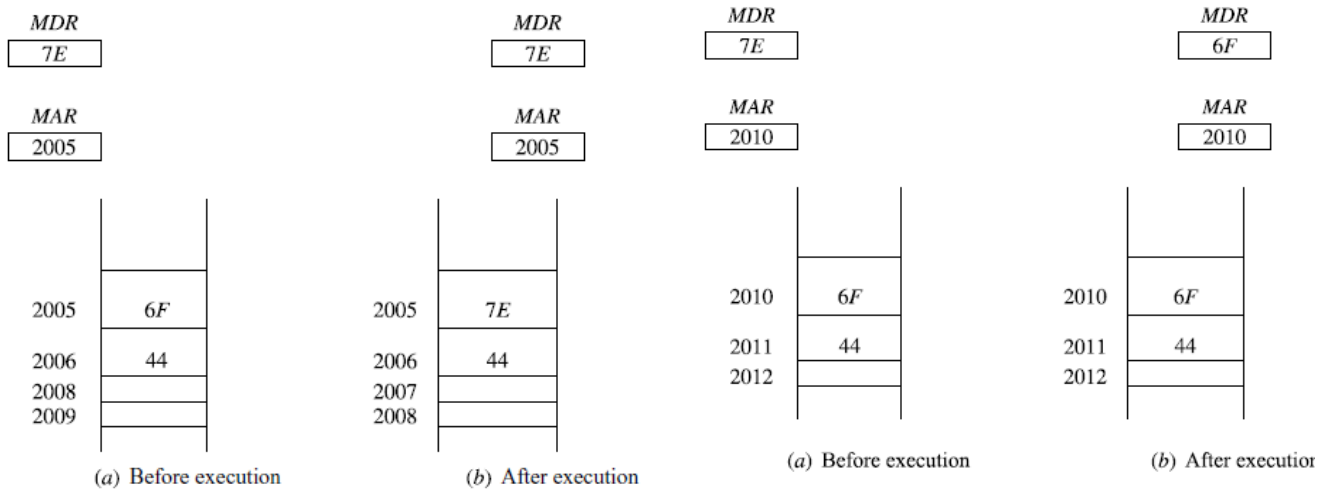 MDR
7E
MAR
2005
2005 6F
2006 44
2008
2009
(a) Before execution
MDR
7E
MAR
2005
2005 7E
2006 44
2007
2008
(b) After execution
MDR
7E
MAR
2010
2010 6F
2011 44
2012
(a) Before execution
MDR
6F
MAR
2010
2010 6F
2011 44
2012
(b) After execution